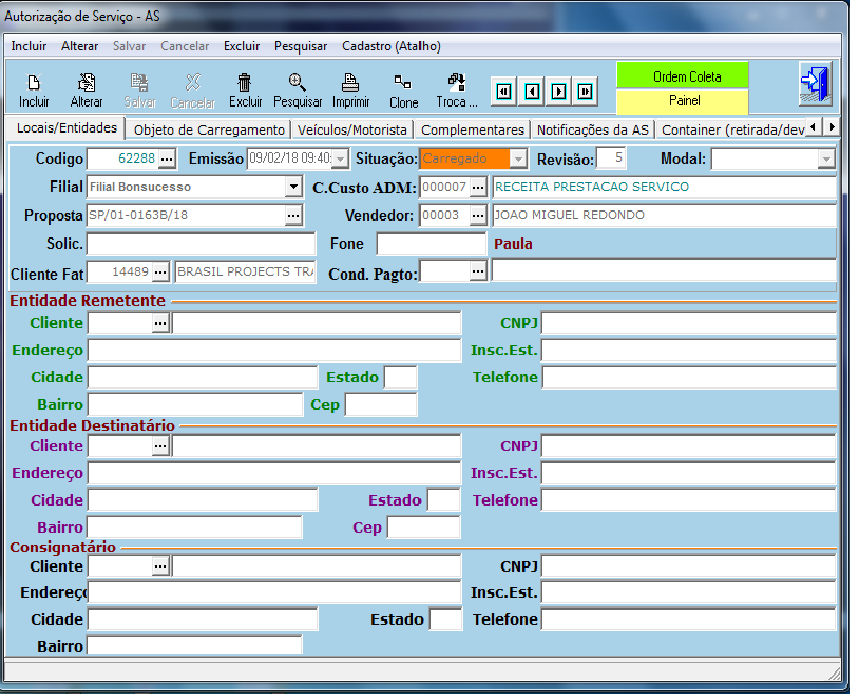 Autorização de Serviço - AS
Incluir Alterar Salvar Cancelar Excluir Pesquisar Cadastro (Atalho)
Incluir Alterar Salvar Cancelar Excluir Pesquisar Imprimir Clone Troca ...
Ordem Coleta
Painel
Locais/Entidades Objeto de Carregamento Veículos/Motorista Complementares Notificações da AS Container (retirada/dev
Codigo 62288 ... Emissão 09/02/18 09:40: Situação: Carregado Revisão: 5 Modal:
Filial Filial Bonsucesso C.Custo ADM: 000007 ... RECEITA PRESTACAO SERVICO
Proposta SP/01-0163B/18 ... Vendedor: 00003 ... JOAO MIGUEL REDONDO
Solic. Fone Paula
Cliente Fat 14489 ... BRASIL PROJECTS TRA Cond. Pagto: ...
Entidade Remetente
Cliente ... CNPJ
Endereço Insc.Est.
Cidade Estado Telefone
Bairro Cep
Entidade Destinatário
Cliente ... CNPJ
Endereço Insc.Est.
Cidade Estado Telefone
Bairro Cep
Consignatário
Cliente ... CNPJ
Endereço Insc.Est.
Cidade Estado Telefone
Bairro